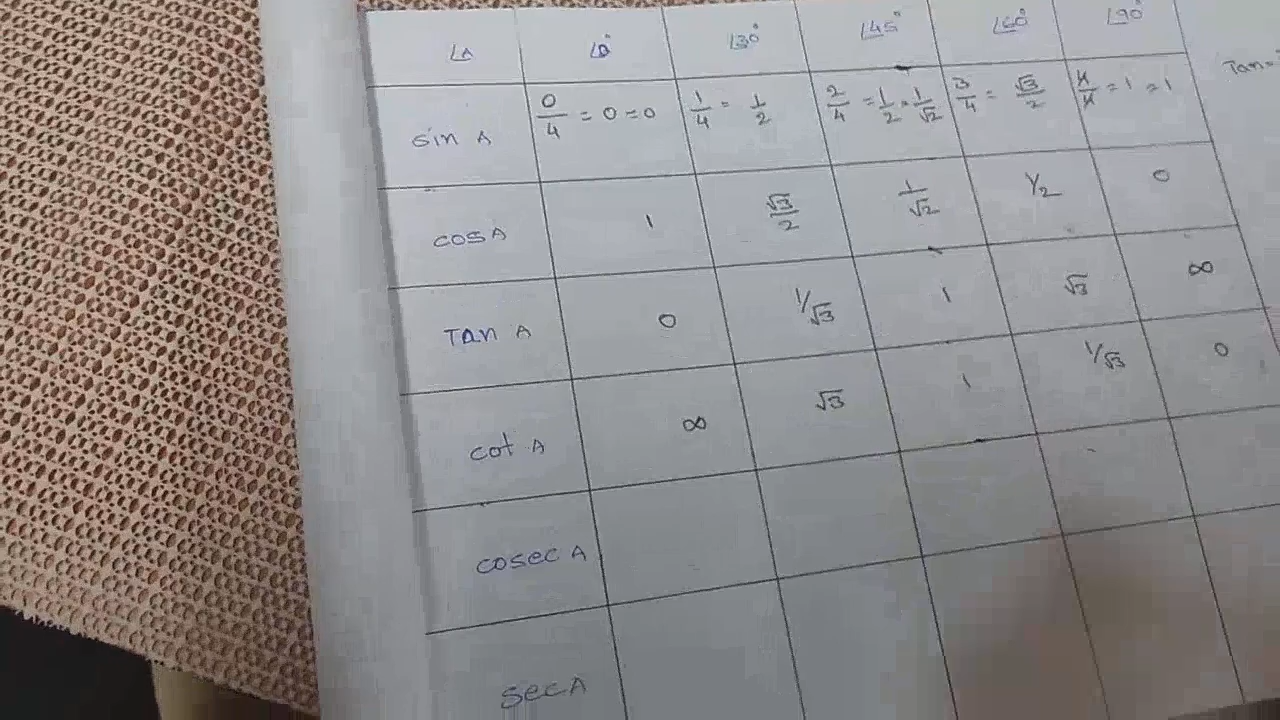 ∠A ∠0° ∠30° ∠45° ∠60° ∠90°
Tan=
sin A 0/4 = 0 = 0 1/4 = 1/2 2/4 = 1/2 = 1/√2 3/4 = √3/2 4/4 = 1 = 1
COSA 1 √3/2 1/√2 1/2 0
TAn A 0 1/√3 1 √3 ∞
cot A ∞ √3 1 1/√3 0
cosec A
sec A